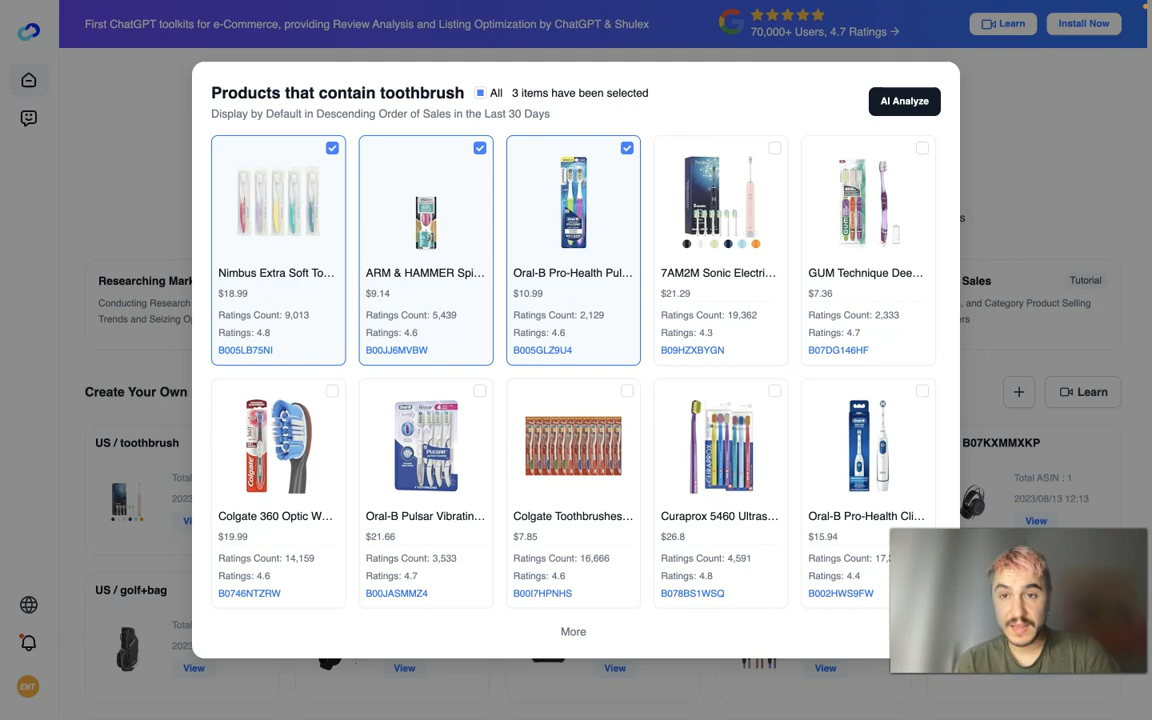 First ChatGPT toolkits for e-Commerce, providing Review Analysis and Listing Optimization by ChatGPT & Shulex
70,000+ Users, 4.7 Ratings →
Learn
Install Now
Products that contain toothbrush
All
3 items have been selected
Display by Default in Descending Order of Sales in the Last 30 Days
AI Analyze
Nimbus Extra Soft To...
$18.99
Ratings Count: 9,013
Ratings: 4.8
B005LB75NI
ARM & HAMMER Spi...
$9.14
Ratings Count: 5,439
Ratings: 4.6
B00JJ6MVBW
Oral-B Pro-Health Pul...
$10.99
Ratings Count: 2,129
Ratings: 4.6
B005GLZ9U4
7AM2M Sonic Electri...
$21.29
Ratings Count: 19,362
Ratings: 4.3
B09HZXBYGN
GUM Technique Dee...
$7.36
Ratings Count: 2,333
Ratings: 4.7
B07DG146HF
Colgate 360 Optic W...
$19.99
Ratings Count: 14,159
Ratings: 4.6
B0746NTZRW
Oral-B Pulsar Vibratin...
$21.66
Ratings Count: 3,533
Ratings: 4.7
B00JASMMZ4
Colgate Toothbrushes...
$7.85
Ratings Count: 16,666
Ratings: 4.6
B00I7HPNHS
Curaprox 5460 Ultras...
$26.8
Ratings Count: 4,591
Ratings: 4.8
B078BS1WSQ
Oral-B Pro-Health Cli...
$15.94
Ratings Count: 17,2
Ratings: 4.4
B002HWS9FW
More
Researching Mark
Conducting Research
Trends and Seizing
Sales
Tutorial
, and Category Product Selling
Create Your Own
Learn
US / toothbrush
Total
2023
B07KXMMXKP
Total ASIN : 1
2023/08/13 12:13
View
US / golf+bag
Total
2023
View
View
View
View
ENT